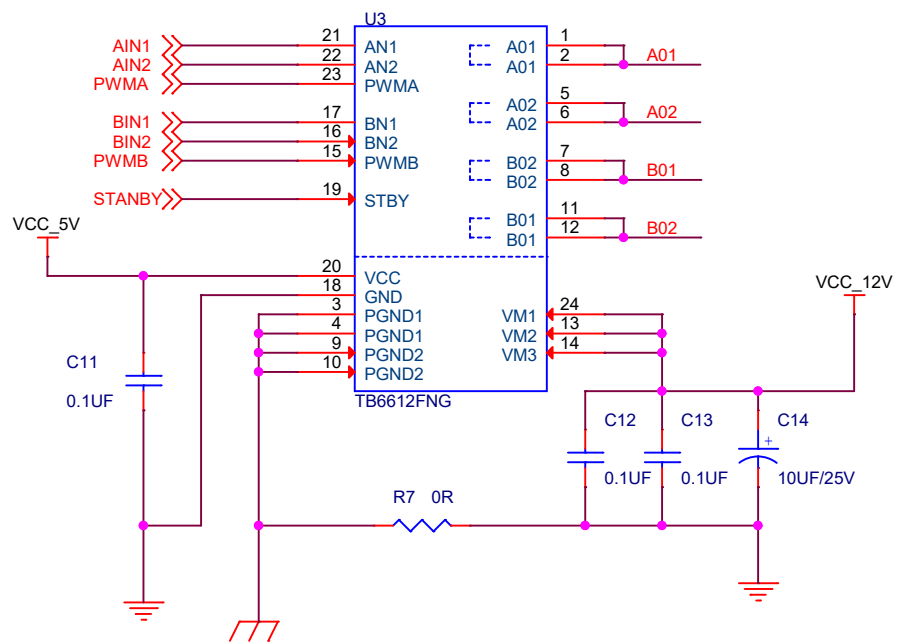 U3
AIN1 21 AN1 A01 1
AIN2 22 AN2 A01 2 A01
PWMA 23 PWMA
A02 5
BIN1 17 BN1 A02 6 A02
BIN2 16 BN2
PWMB 15 PWMB B02 7
B02 8 B01
STANBY 19 STBY
B01 11
VCC_5V B01 12 B02
20 VCC
18 GND VCC_12V
3 PGND1 VM1 24
4 PGND1 VM2 13
9 PGND2 VM3 14
10 PGND2
C11
0.1UF
TB6612FNG
C12 C13 C14
+
0.1UF 0.1UF 10UF/25V
R7 0R